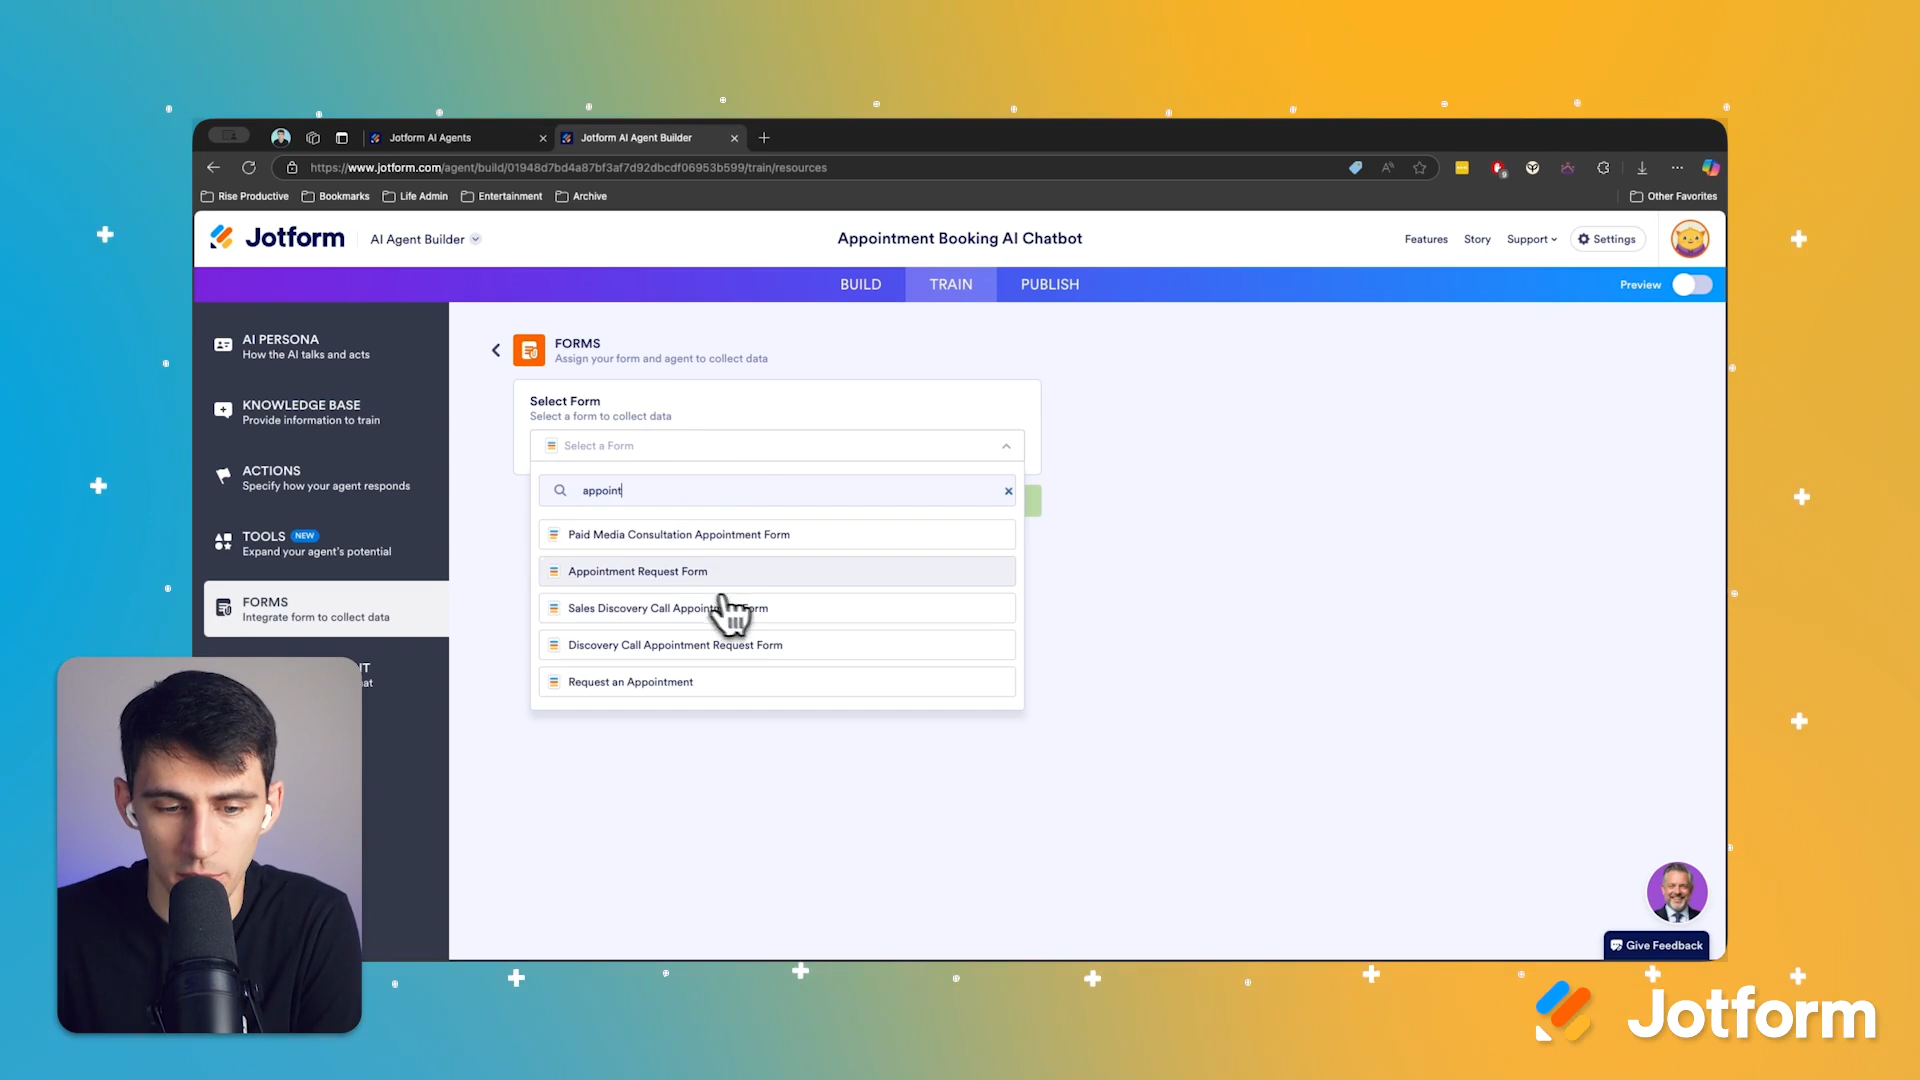 Jotform AI Agents
Jotform AI Agent Builder
https://www.jotform.com/agent/build/01948d7bd4a87bf3af7d92dbcdf06953b599/train/resources
Rise Productive
Bookmarks
Life Admin
Entertainment
Archive
Other Favorites
Jotform
AI Agent Builder
Appointment Booking AI Chatbot
Features
Story
Support
Settings
BUILD
TRAIN
PUBLISH
Preview
AI PERSONA
How the AI talks and acts
KNOWLEDGE BASE
Provide information to train
ACTIONS
Specify how your agent responds
TOOLS NEW
Expand your agent's potential
FORMS
Integrate form to collect data
FORMS
Assign your form and agent to collect data
Select Form
Select a form to collect data
Select a Form
appoint
Paid Media Consultation Appointment Form
Appointment Request Form
Sales Discovery Call Appointment Form
Discovery Call Appointment Request Form
Request an Appointment
Give Feedback
Jotform